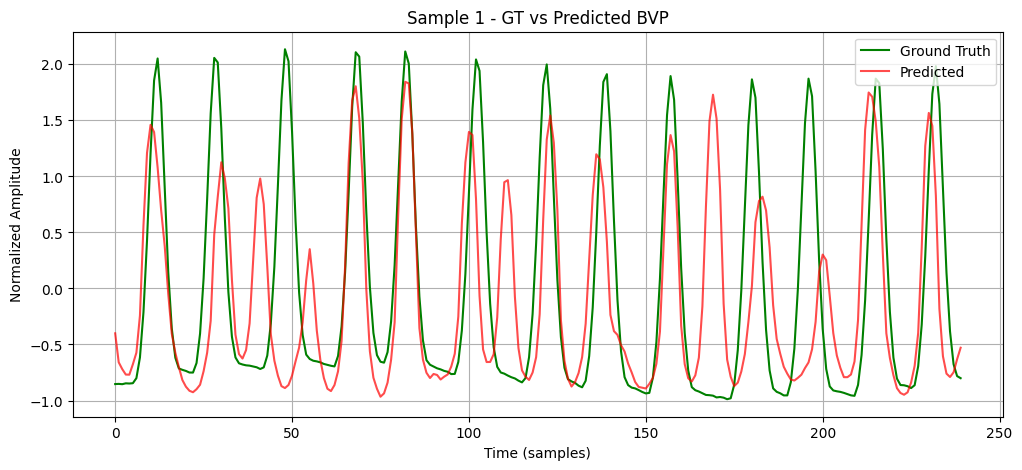 Sample 1 - GT vs Predicted BVP
Ground Truth
Predicted
Normalized Amplitude
2.0
1.5
1.0
0.5
0.0
−0.5
−1.0
0 50 100 150 200 250
Time (samples)